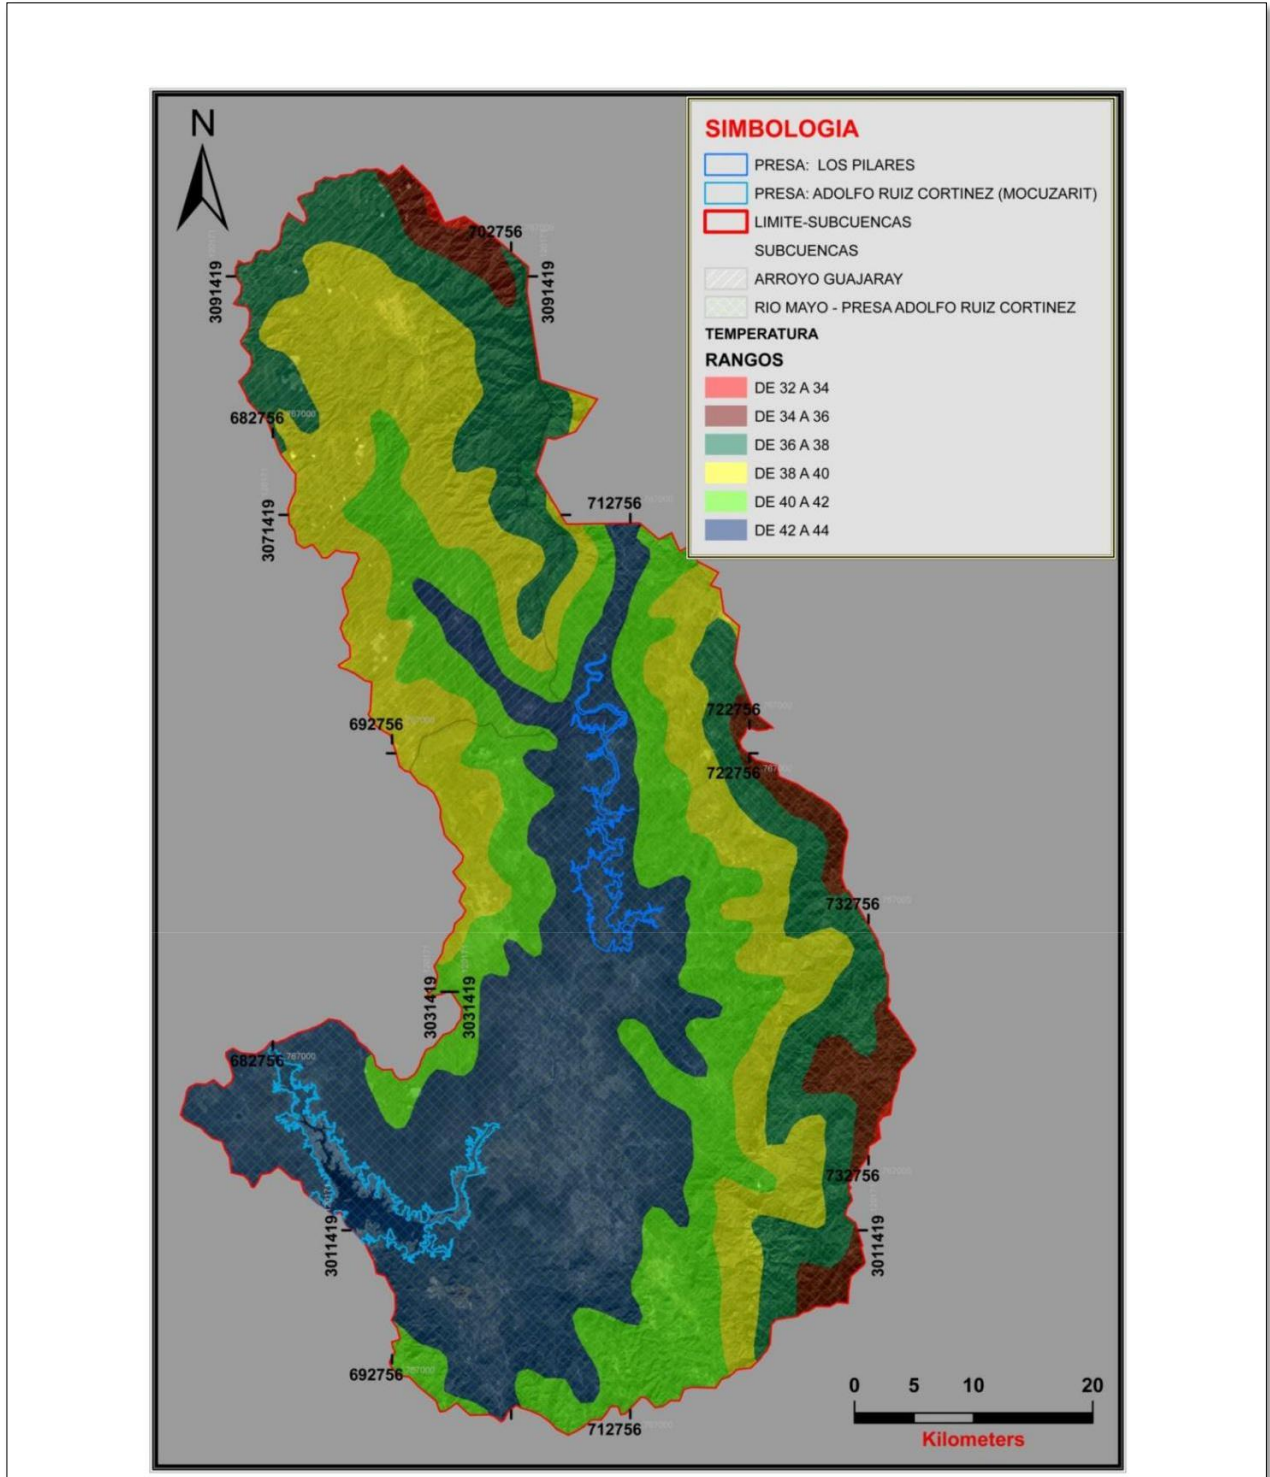 N
SIMBOLOGIA
PRESA: LOS PILARES
PRESA: ADOLFO RUIZ CORTINEZ (MOCUZARIT)
LIMITE-SUBCUENCAS
SUBCUENCAS
ARROYO GUAJARAY
RIO MAYO - PRESA ADOLFO RUIZ CORTINEZ
TEMPERATURA
RANGOS
DE 32 A 34
DE 34 A 36
DE 36 A 38
DE 38 A 40
DE 40 A 42
DE 42 A 44
702756
3091419
3091419
682756
712756
3071419
722756
692756
722756
732756
3031419
3031419
682756
732756
3011419
3011419
692756
712756
0 5 10 20
Kilometers